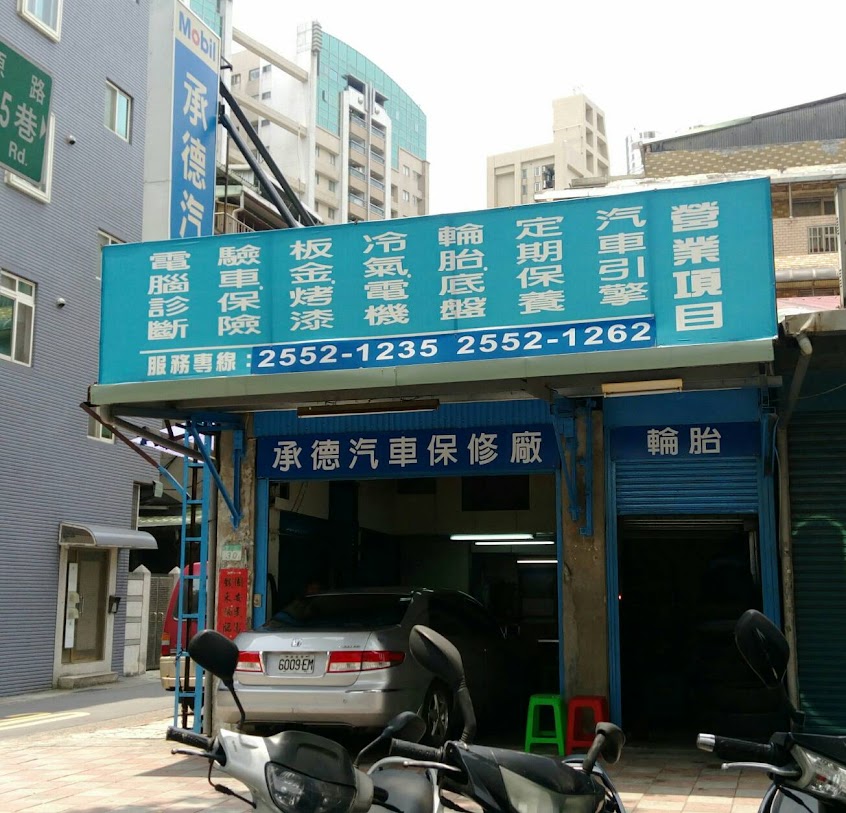 Mobil
承德汽
原路
5巷
Rd.
營業項目
汽車引擎
定期保養
輪胎.底盤
冷氣.電機
板金.烤漆
驗車.保險
電腦診斷
服務專線：2552-1235 2552-1262
承德汽車保修廠
輪胎
6009 EM